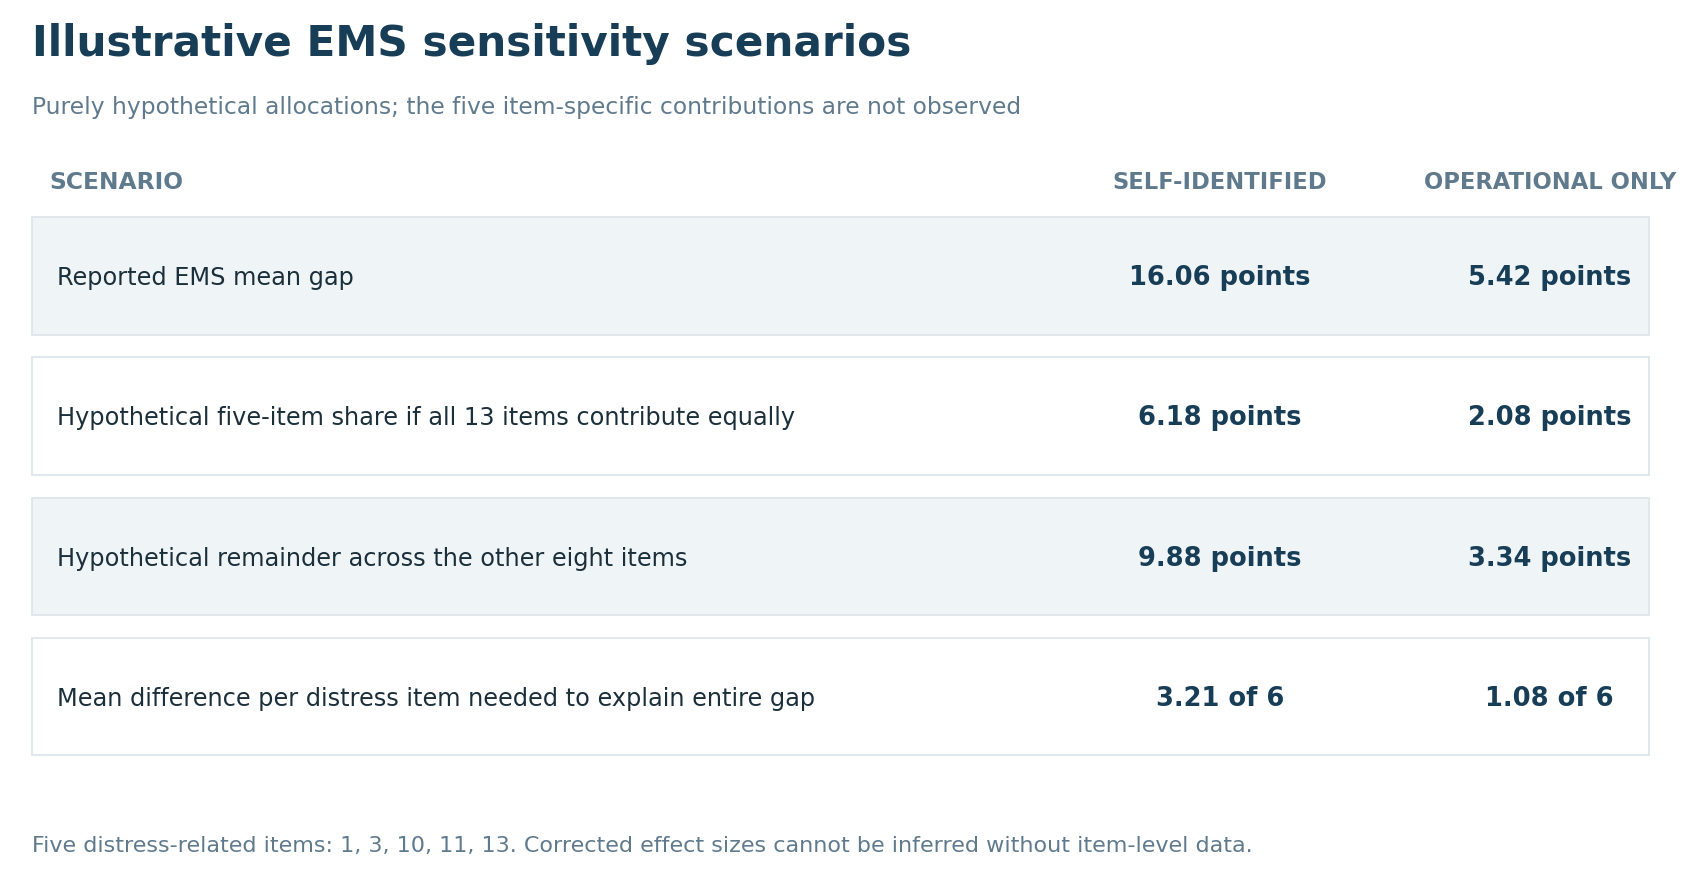 Illustrative EMS sensitivity scenarios
Purely hypothetical allocations; the five item-specific contributions are not observed
SCENARIO SELF-IDENTIFIED OPERATIONAL ONLY
Reported EMS mean gap 16.06 points 5.42 points
Hypothetical five-item share if all 13 items contribute equally 6.18 points 2.08 points
Hypothetical remainder across the other eight items 9.88 points 3.34 points
Mean difference per distress item needed to explain entire gap 3.21 of 6 1.08 of 6
Five distress-related items: 1, 3, 10, 11, 13. Corrected effect sizes cannot be inferred without item-level data.